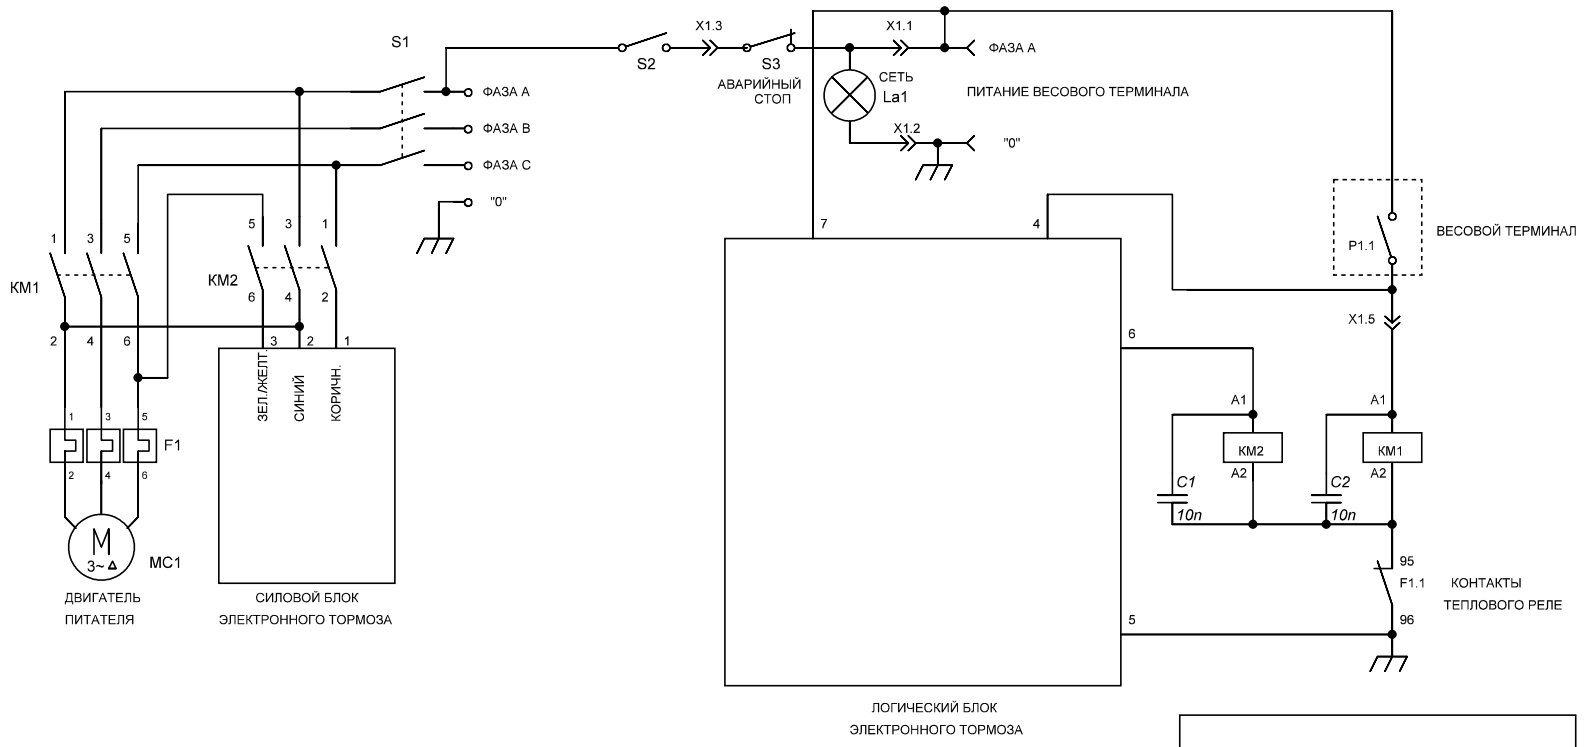 S1
X1.3
X1.1
S2
S3
ФАЗА А
АВАРИЙНЫЙ
СТОП
СЕТЬ
La1
ПИТАНИЕ ВЕСОВОГО ТЕРМИНАЛА
X1.2
"0"
ФАЗА А
ФАЗА В
ФАЗА С
"0"
1
3
5
КМ1
2
4
6
5
3
1
КМ2
6
4
2
3
2
1
ЗЕЛ./ЖЕЛТ.
СИНИЙ
КОРИЧН.
1
3
5
F1
2
4
6
М
3~ Δ
МС1
ДВИГАТЕЛЬ
ПИТАТЕЛЯ
СИЛОВОЙ БЛОК
ЭЛЕКТРОННОГО ТОРМОЗА
7
4
6
5
ЛОГИЧЕСКИЙ БЛОК
ЭЛЕКТРОННОГО ТОРМОЗА
P1.1
ВЕСОВОЙ ТЕРМИНАЛ
X1.5
А1
КМ2
А2
C1
10n
А1
КМ1
А2
C2
10n
95
F1.1
96
КОНТАКТЫ
ТЕПЛОВОГО РЕЛЕ